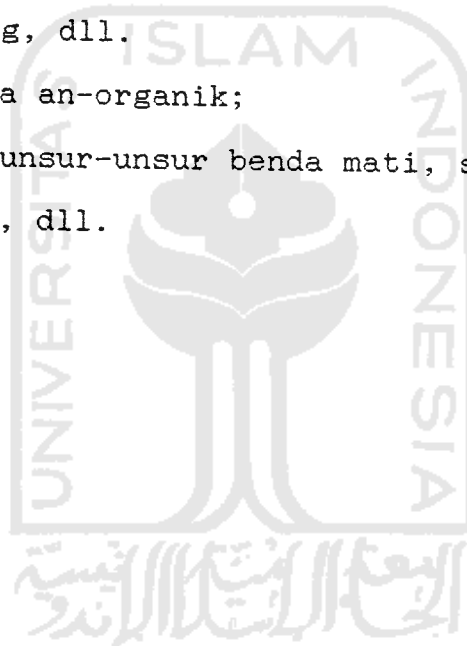 g, dll.
ISLAM
a an-organik;
unsur-unsur benda mati, s
, dll.
UNIVERSITAS
INDONESIA